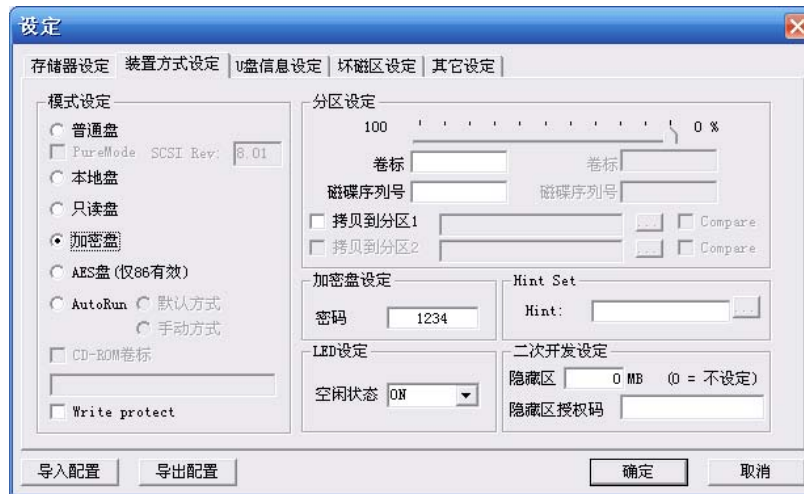 设定
存储器设定 装置方式设定 U盘信息设定 坏磁区设定 其它设定
模式设定
普通盘
PureMode SCSI Rev: 8.01
本地盘
只读盘
加密盘
AES盘(仅86有效)
AutoRun 默认方式
手动方式
CD-ROM卷标
Write protect
分区设定
100 0 %
卷标 卷标
磁碟序列号 磁碟序列号
拷贝到分区1 ... Compare
拷贝到分区2 ... Compare
加密盘设定
密码 1234
Hint Set
Hint: ...
LED设定
空闲状态 ON
二次开发设定
隐藏区 0 MB (0 = 不设定)
隐藏区授权码
导入配置 导出配置 确定 取消